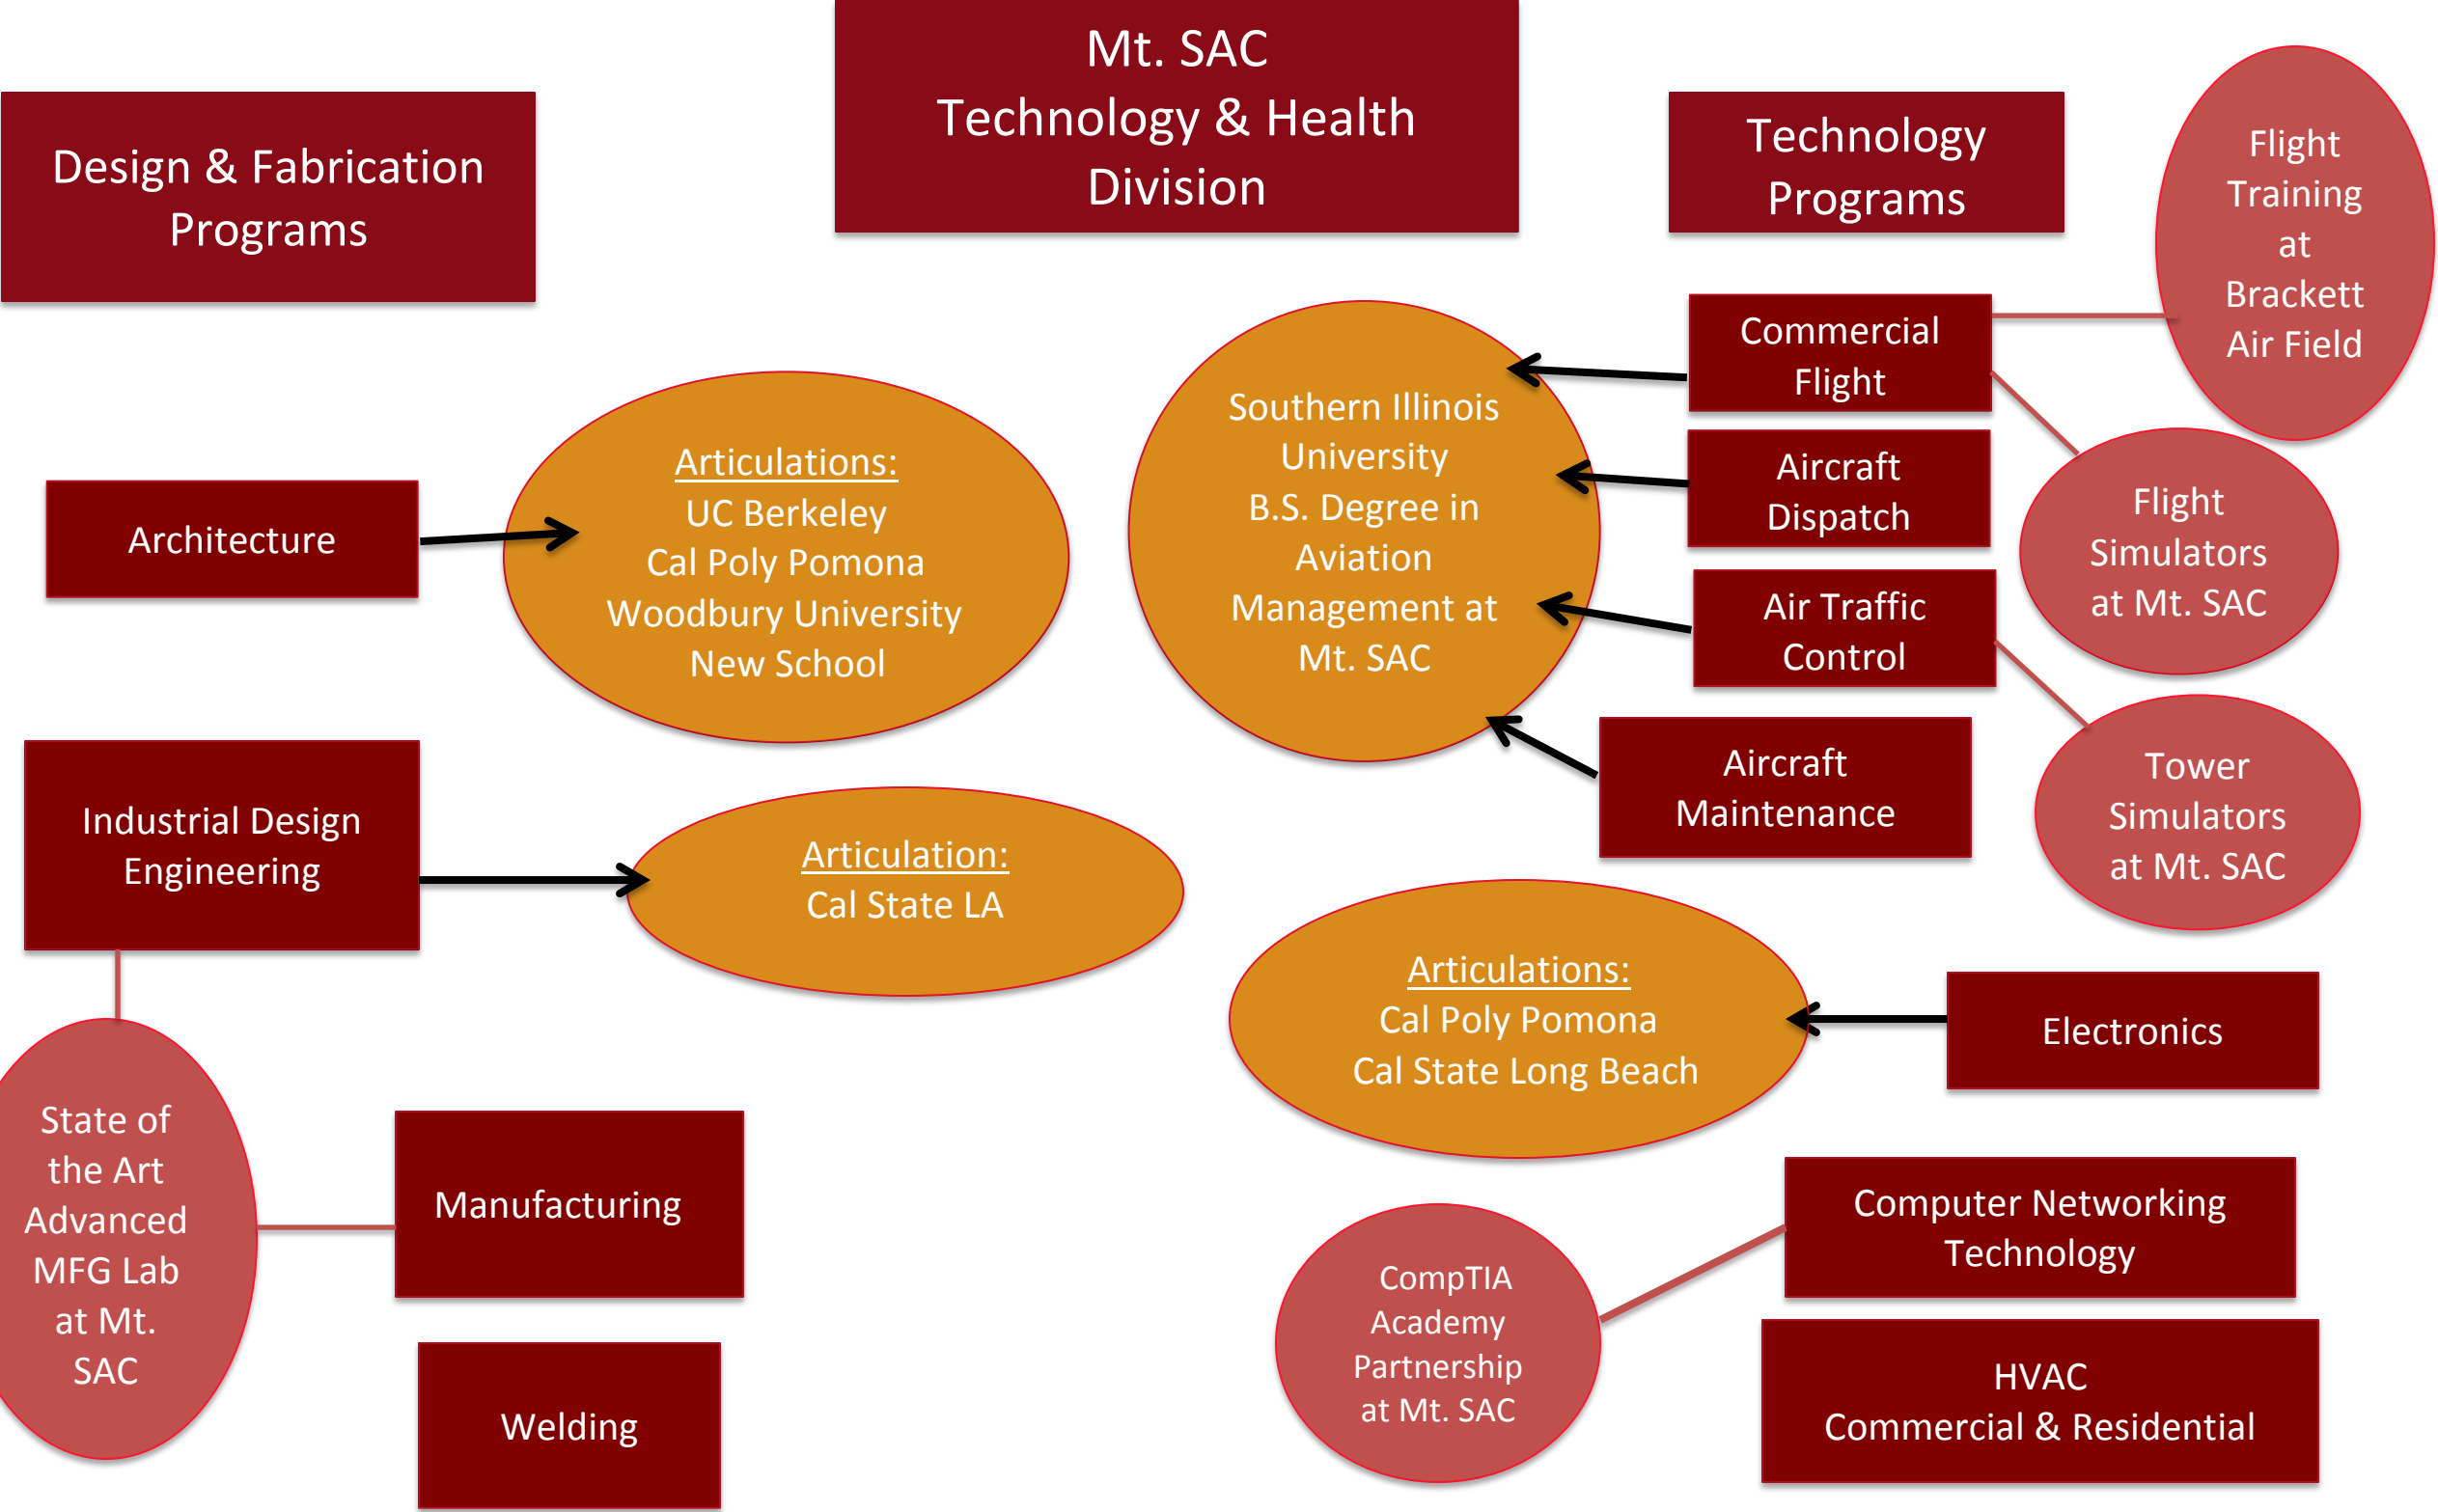 Mt. SAC
Technology & Health
Division
Design & Fabrication
Programs
Architecture
Articulations:
UC Berkeley
Cal Poly Pomona
Woodbury University
New School
Industrial Design
Engineering
Articulation:
Cal State LA
State of
the Art
Advanced
MFG Lab
at Mt.
SAC
Manufacturing
Welding
Technology
Programs
Flight
Training
at
Brackett
Air Field
Commercial
Flight
Southern Illinois
University
B.S. Degree in
Aviation
Management at
Mt. SAC
Aircraft
Dispatch
Flight
Simulators
at Mt. SAC
Air Traffic
Control
Aircraft
Maintenance
Tower
Simulators
at Mt. SAC
Articulations:
Cal Poly Pomona
Cal State Long Beach
Electronics
Computer Networking
Technology
CompTIA
Academy
Partnership
at Mt. SAC
HVAC
Commercial & Residential